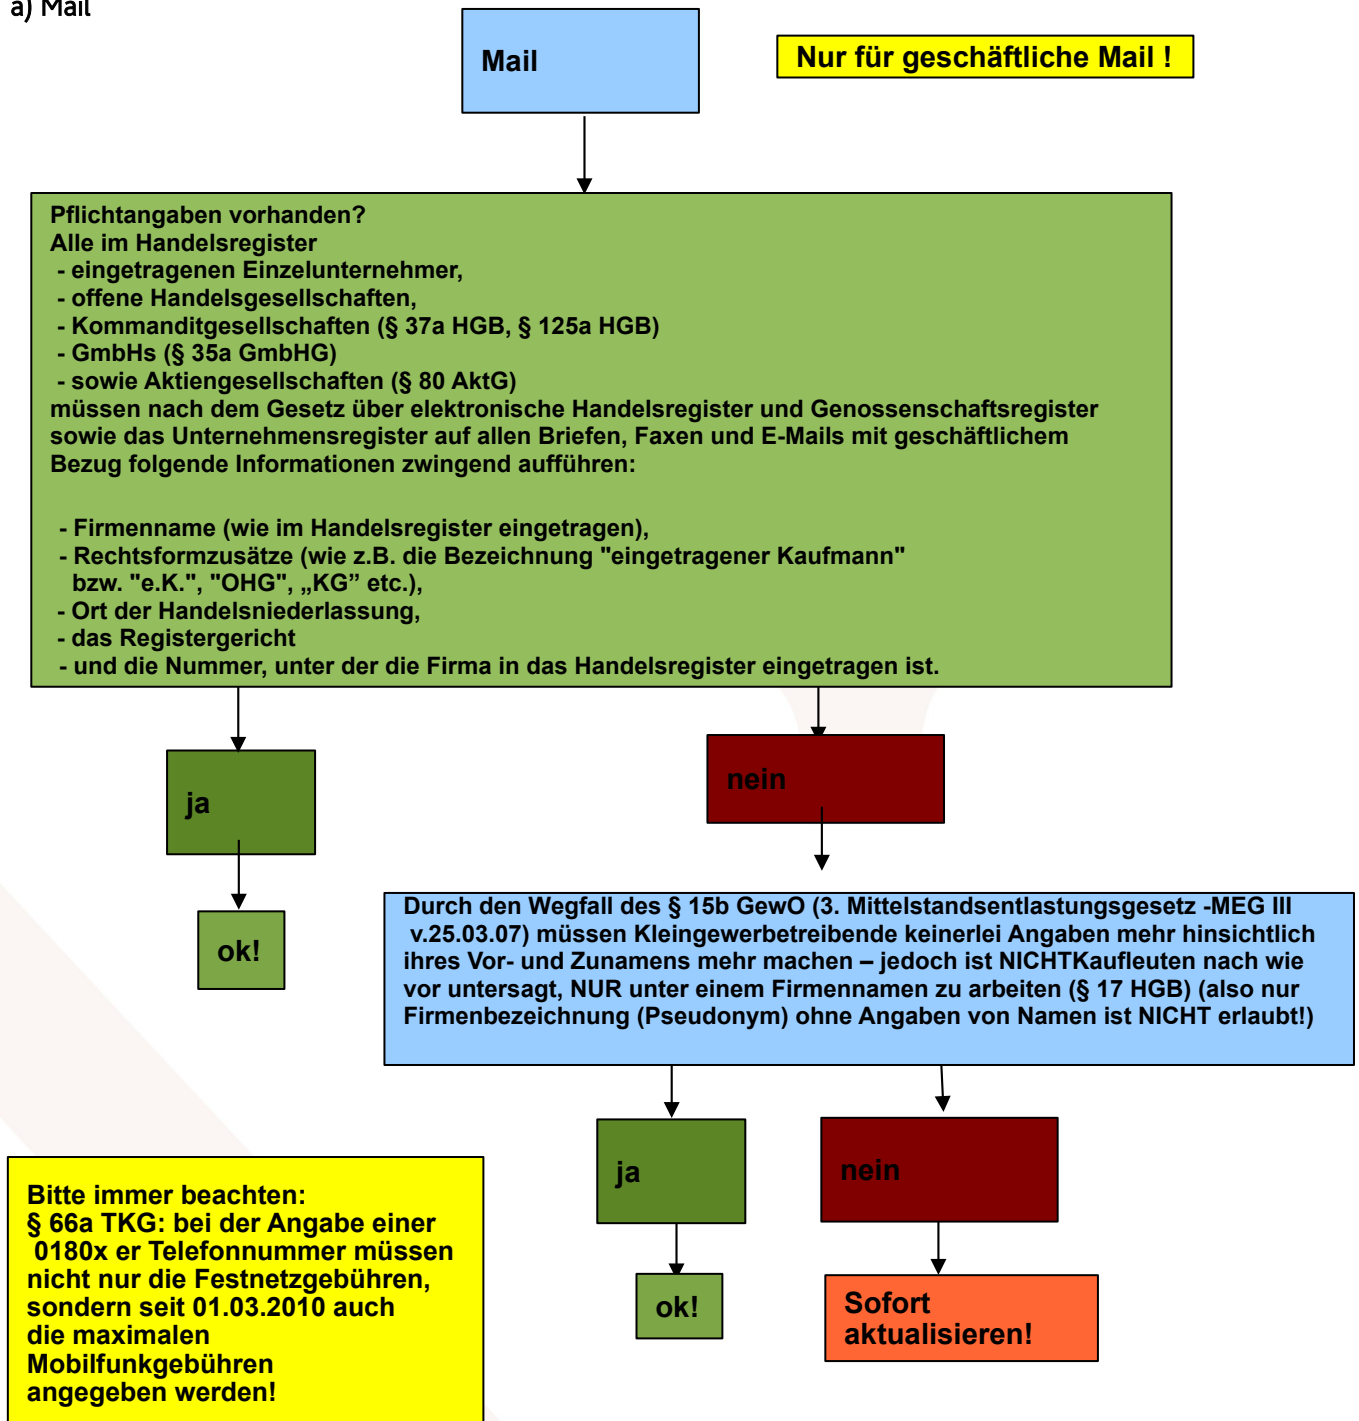 a) Mail
Mail
Nur für geschäftliche Mail !
Pflichtangaben vorhanden?
Alle im Handelsregister
- eingetragenen Einzelunternehmer,
- offene Handelsgesellschaften,
- Kommanditgesellschaften (§ 37a HGB, § 125a HGB)
- GmbHs (§ 35a GmbHG)
- sowie Aktiengesellschaften (§ 80 AktG)
müssen nach dem Gesetz über elektronische Handelsregister und Genossenschaftsregister
sowie das Unternehmensregister auf allen Briefen, Faxen und E-Mails mit geschäftlichem
Bezug folgende Informationen zwingend aufführen:
- Firmenname (wie im Handelsregister eingetragen),
- Rechtsformzusätze (wie z.B. die Bezeichnung "eingetragener Kaufmann"
bzw. "e.K.", "OHG", „KG” etc.),
- Ort der Handelsniederlassung,
- das Registergericht
- und die Nummer, unter der die Firma in das Handelsregister eingetragen ist.
ja
nein
ok!
Durch den Wegfall des § 15b GewO (3. Mittelstandsentlastungsgesetz -MEG III
v.25.03.07) müssen Kleingewerbetreibende keinerlei Angaben mehr hinsichtlich
ihres Vor- und Zunamens mehr machen – jedoch ist NICHTKaufleuten nach wie
vor untersagt, NUR unter einem Firmennamen zu arbeiten (§ 17 HGB) (also nur
Firmenbezeichnung (Pseudonym) ohne Angaben von Namen ist NICHT erlaubt!)
ja
nein
ok!
Sofort
aktualisieren!
Bitte immer beachten:
§ 66a TKG: bei der Angabe einer
0180x er Telefonnummer müssen
nicht nur die Festnetzgebühren,
sondern seit 01.03.2010 auch
die maximalen
Mobilfunkgebühren
angegeben werden!